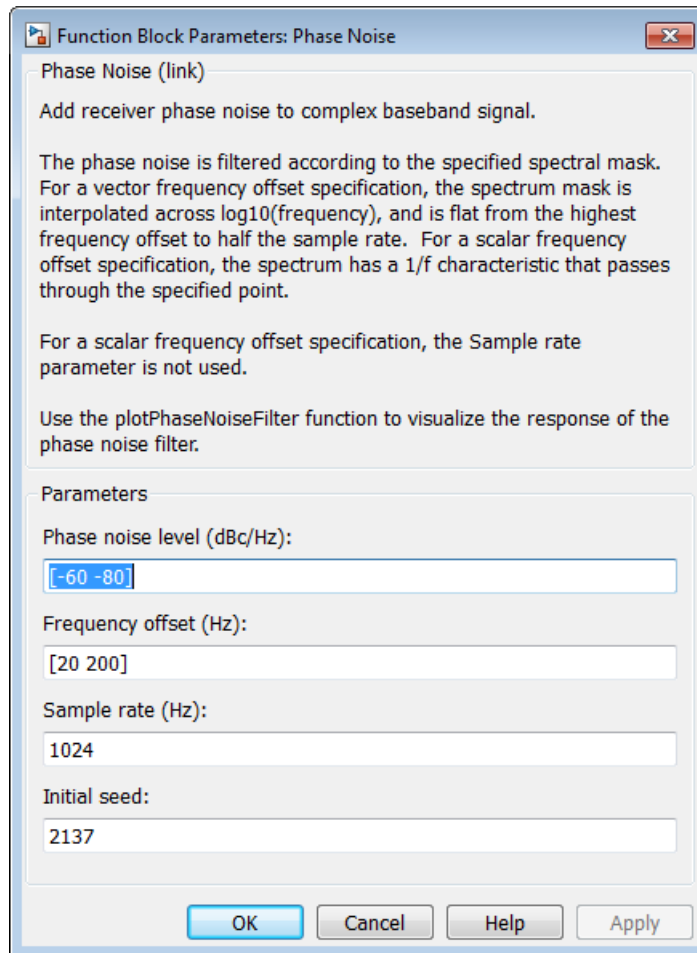 Function Block Parameters: Phase Noise
Phase Noise (link)
Add receiver phase noise to complex baseband signal.
The phase noise is filtered according to the specified spectral mask.
For a vector frequency offset specification, the spectrum mask is
interpolated across log10(frequency), and is flat from the highest
frequency offset to half the sample rate.  For a scalar frequency
offset specification, the spectrum has a 1/f characteristic that passes
through the specified point.
For a scalar frequency offset specification, the Sample rate
parameter is not used.
Use the plotPhaseNoiseFilter function to visualize the response of the
phase noise filter.
Parameters
Phase noise level (dBc/Hz):
[-60 -80]
Frequency offset (Hz):
[20 200]
Sample rate (Hz):
1024
Initial seed:
2137
OK Cancel Help Apply